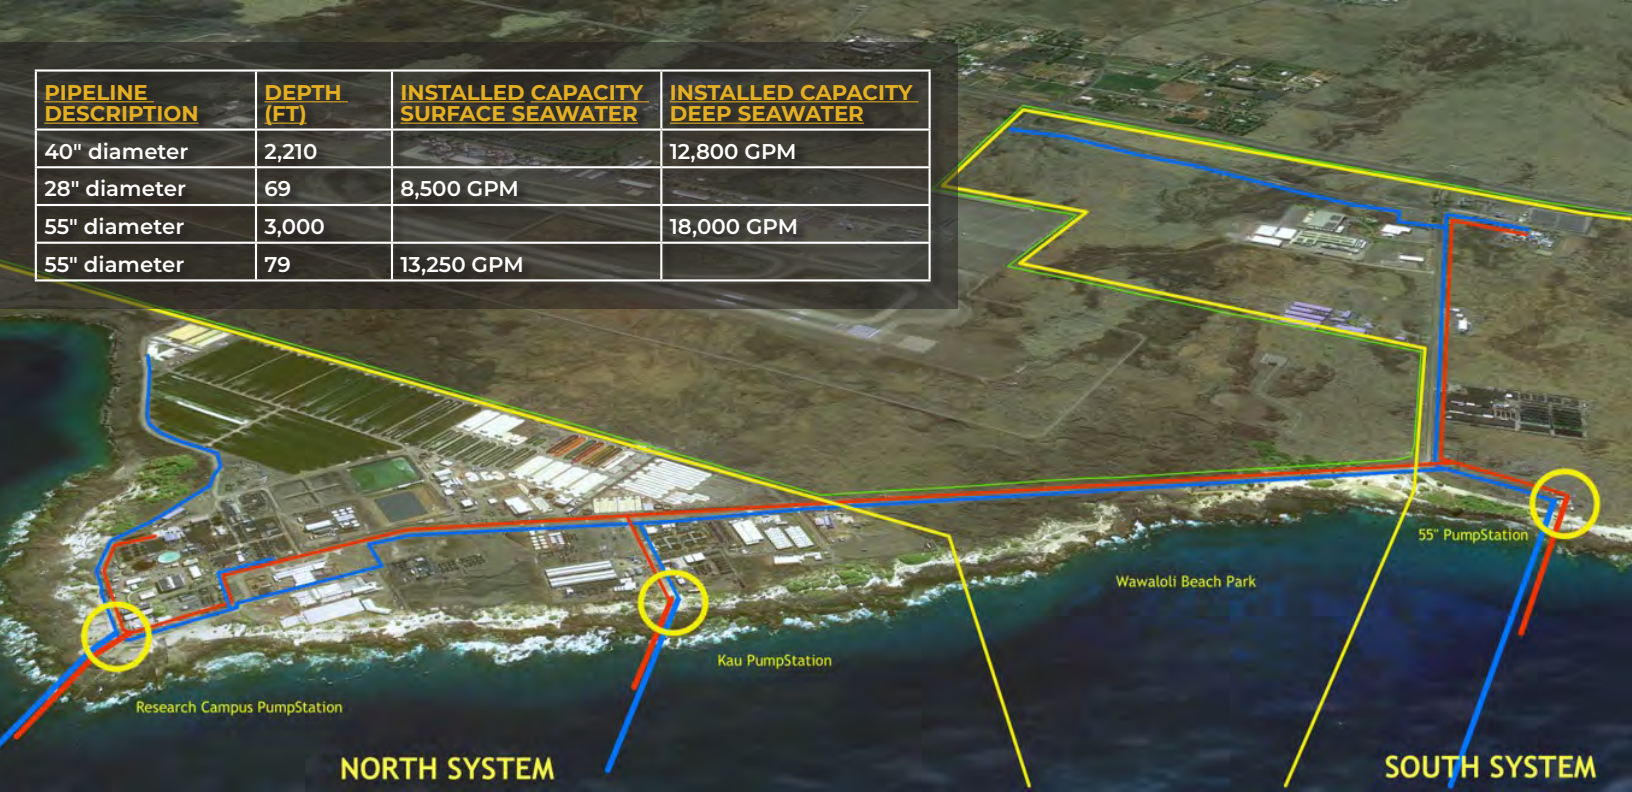 PIPELINE DESCRIPTION DEPTH (FT) INSTALLED CAPACITY SURFACE SEAWATER INSTALLED CAPACITY DEEP SEAWATER
40" diameter 2,210 12,800 GPM
28" diameter 69 8,500 GPM
55" diameter 3,000 18,000 GPM
55" diameter 79 13,250 GPM
55" PumpStation
Wawaloli Beach Park
Kau PumpStation
Research Campus PumpStation
NORTH SYSTEM
SOUTH SYSTEM